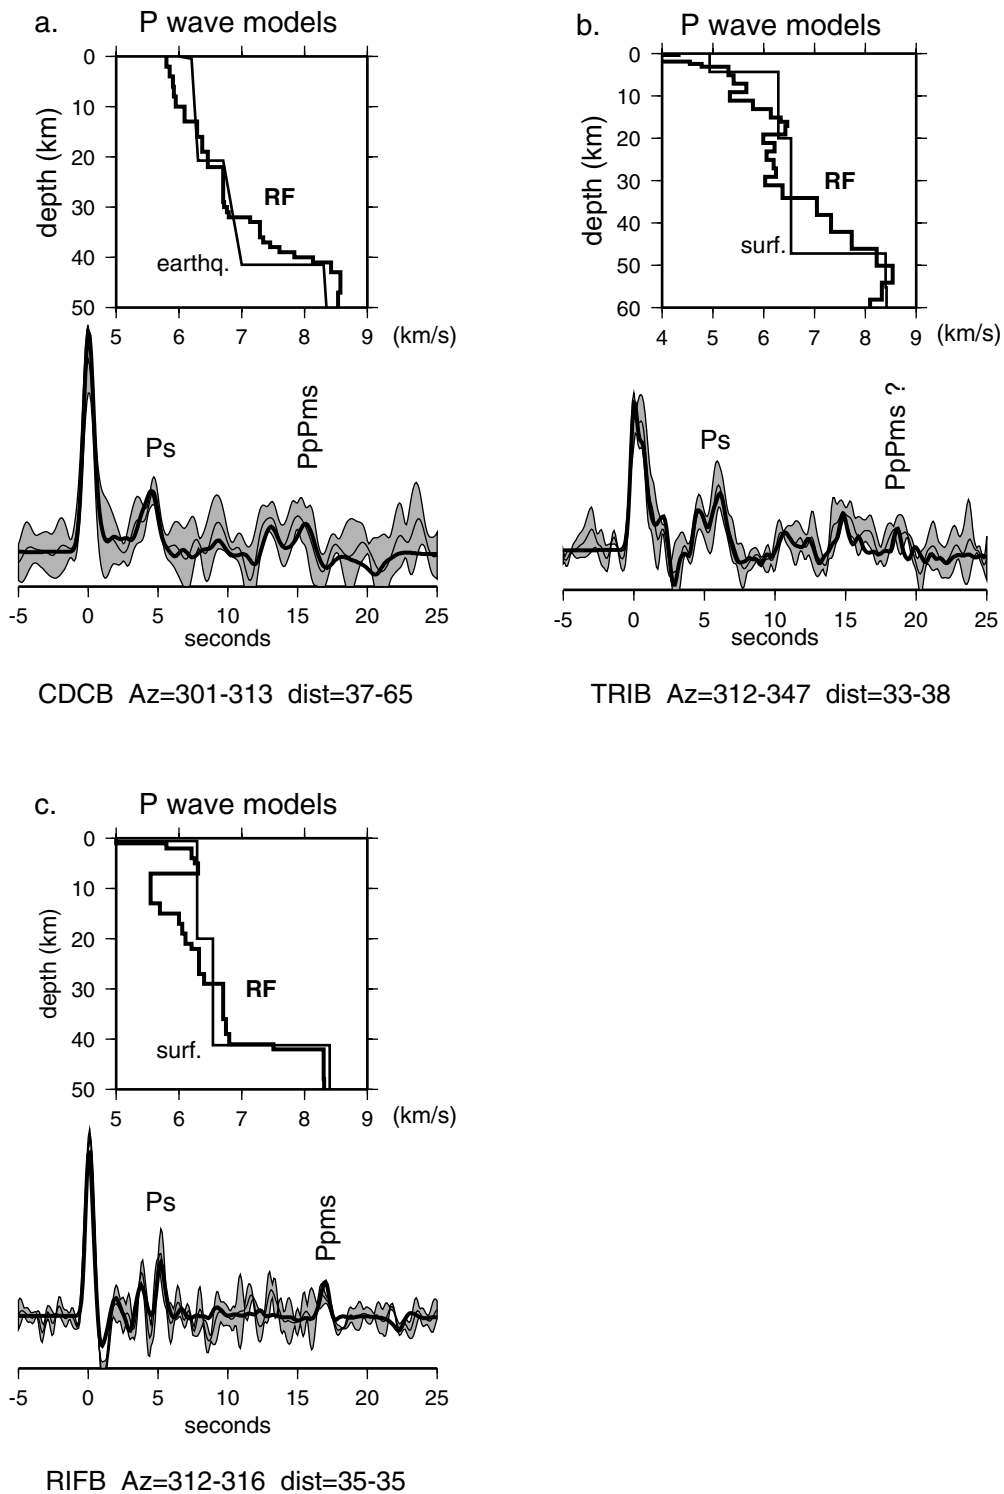 a. P wave models
0
10
20
30
40
50
depth (km)
RF
earthq.
5 6 7 8 9 (km/s)
Ps
PpPms
-5 0 5 10 15 20 25
seconds
CDCB Az=301-313 dist=37-65
b. P wave models
0
10
20
30
40
50
60
depth (km)
RF
surf.
4 5 6 7 8 9 (km/s)
Ps
PpPms ?
-5 0 5 10 15 20 25
seconds
TRIB Az=312-347 dist=33-38
c. P wave models
0
10
20
30
40
50
depth (km)
RF
surf.
5 6 7 8 9 (km/s)
Ps
Ppms
-5 0 5 10 15 20 25
seconds
RIFB Az=312-316 dist=35-35